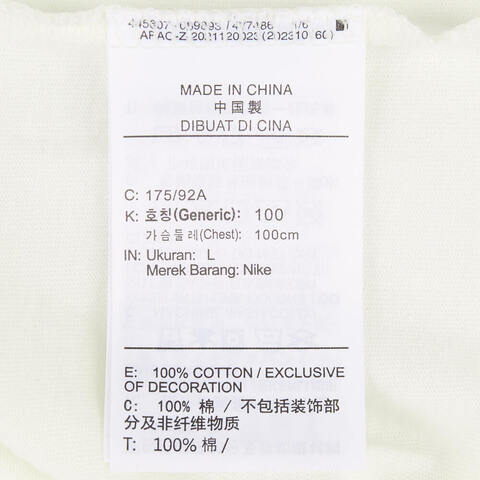 MADE IN CHINA
中国製
DIBUAT DI CINA
C: 175/92A
K: 호칭(Generic): 100
가슴둘레(Chest): 100cm
IN: Ukuran: L
Merek Barang: Nike
E: 100% COTTON / EXCLUSIVE
OF DECORATION
C: 100% 棉 / 不包括装饰部
分及非纤维物质
T: 100% 棉 /